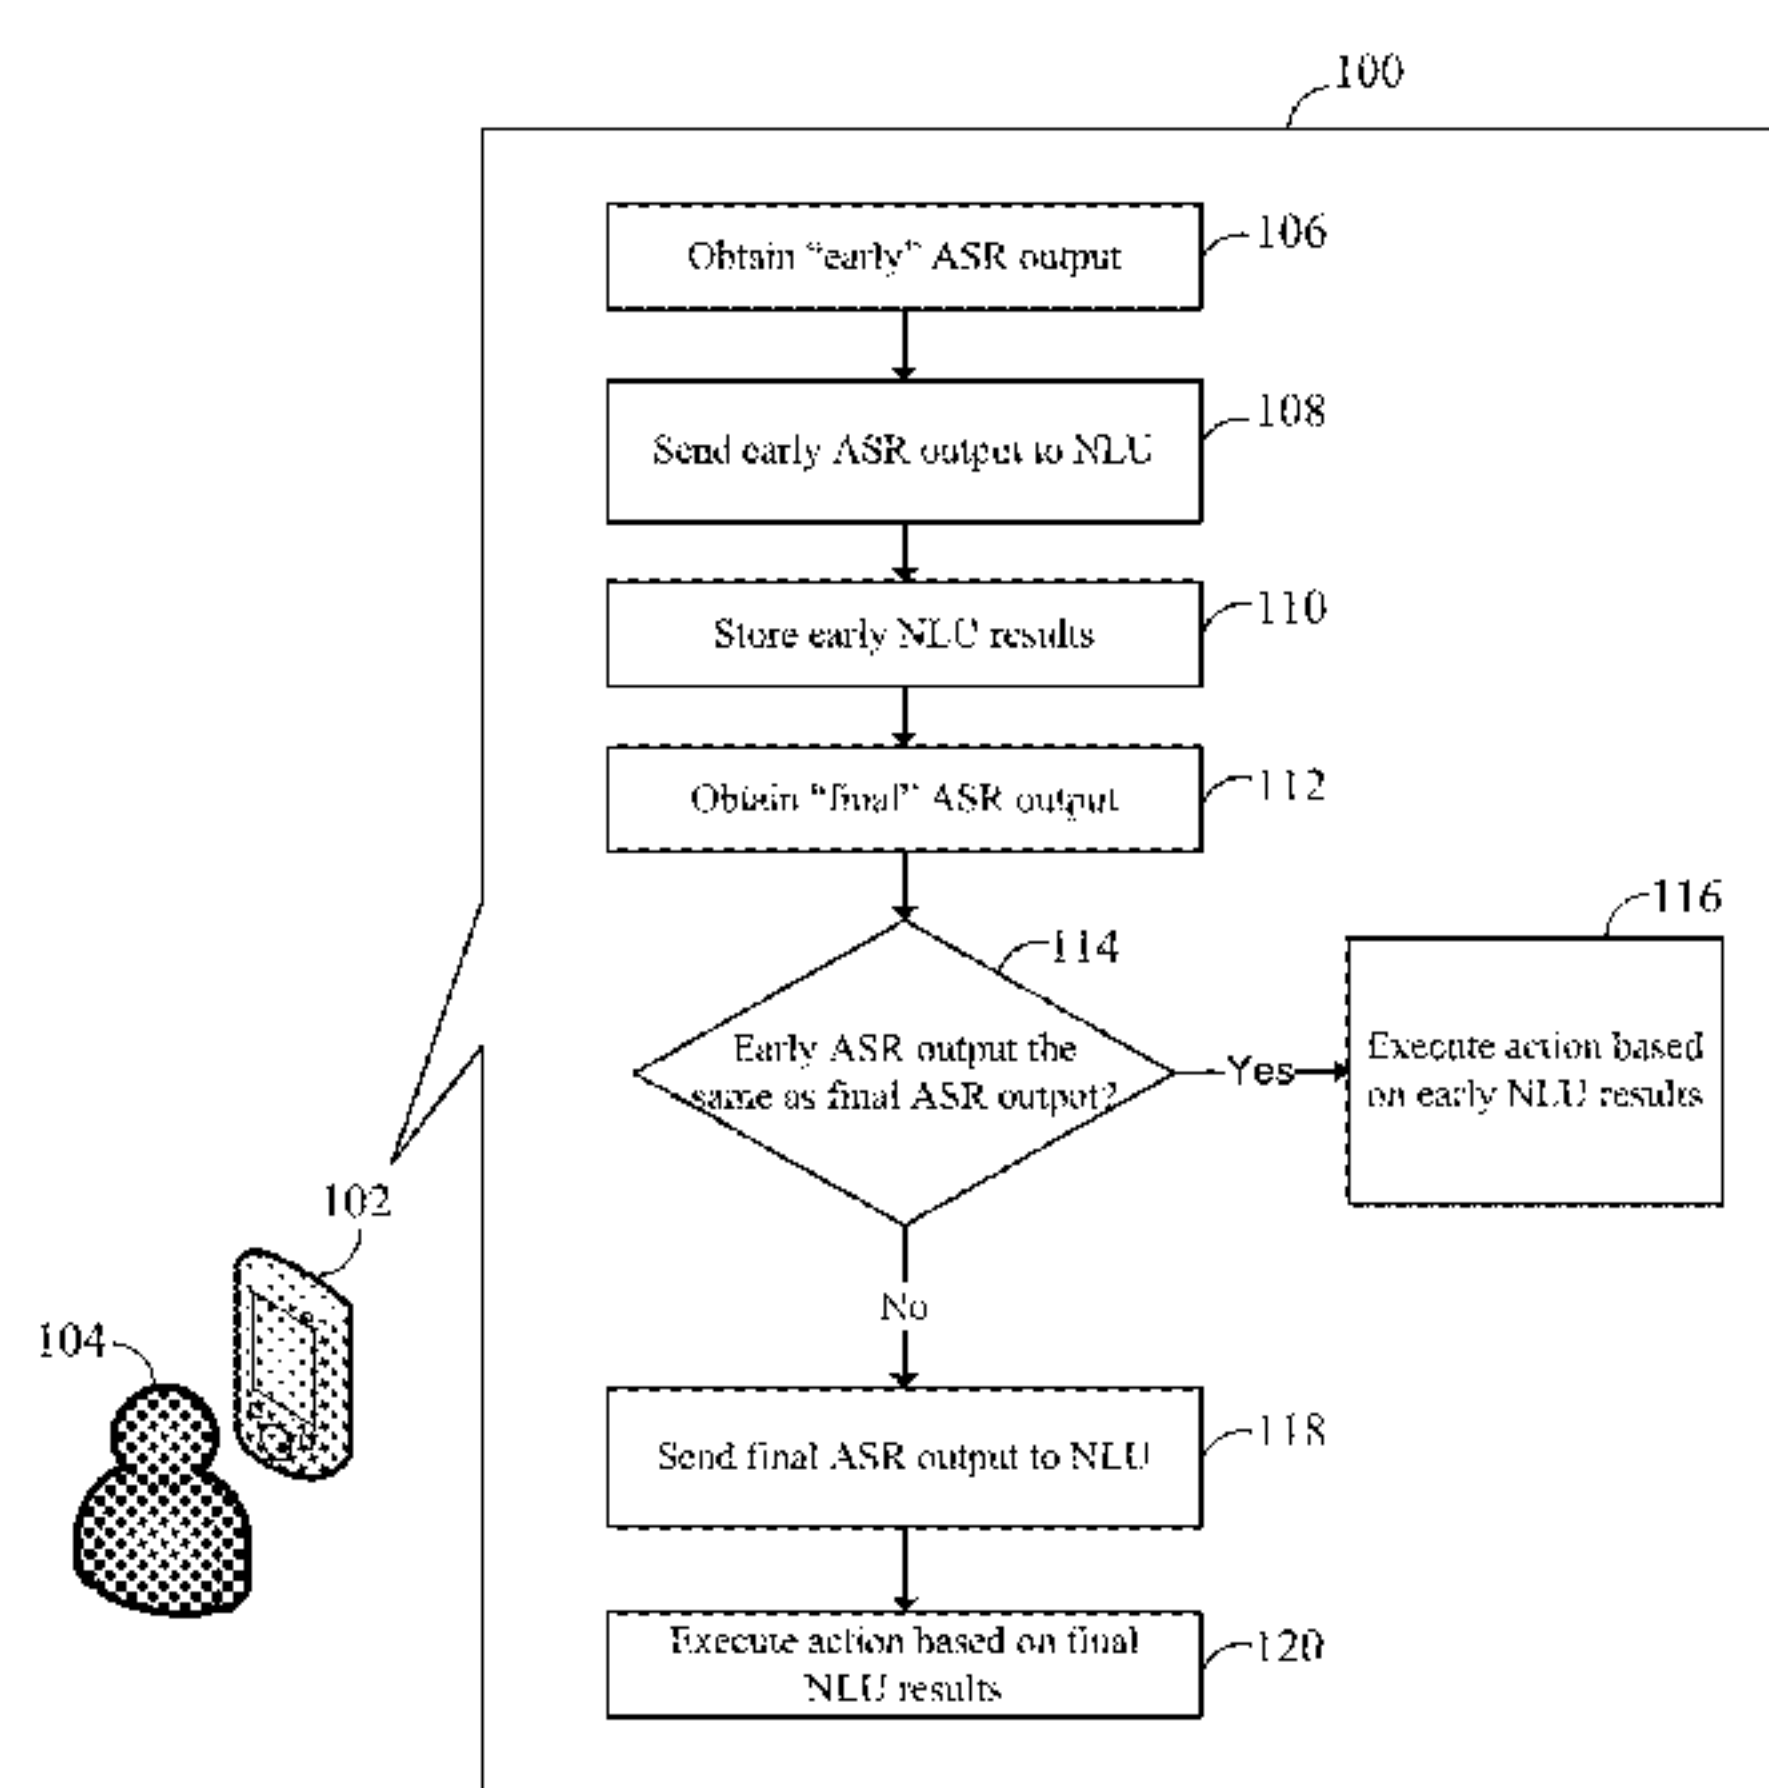 100
Obtain “early” ASR output
106
Send early ASR output to NLU
108
Store early NLU results
110
Obtain “final” ASR output
112
114
Early ASR output the
same as final ASR output?
Yes
116
Execute action based
on early NLU results
No
102
104
Send final ASR output to NLU
118
Execute action based on final
NLU results
120